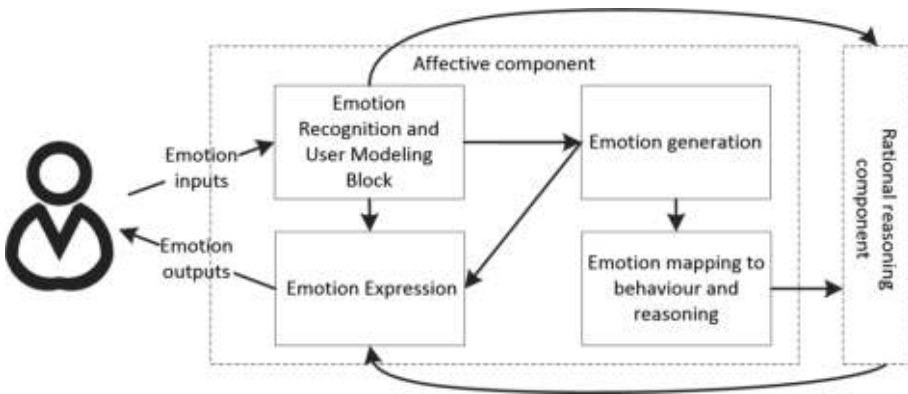 Affective component
Emotion
Recognition and
User Modeling
Block
Emotion generation
Emotion
inputs
Emotion
outputs
Emotion Expression
Emotion mapping to
behaviour and
reasoning
Rational reasoning
component